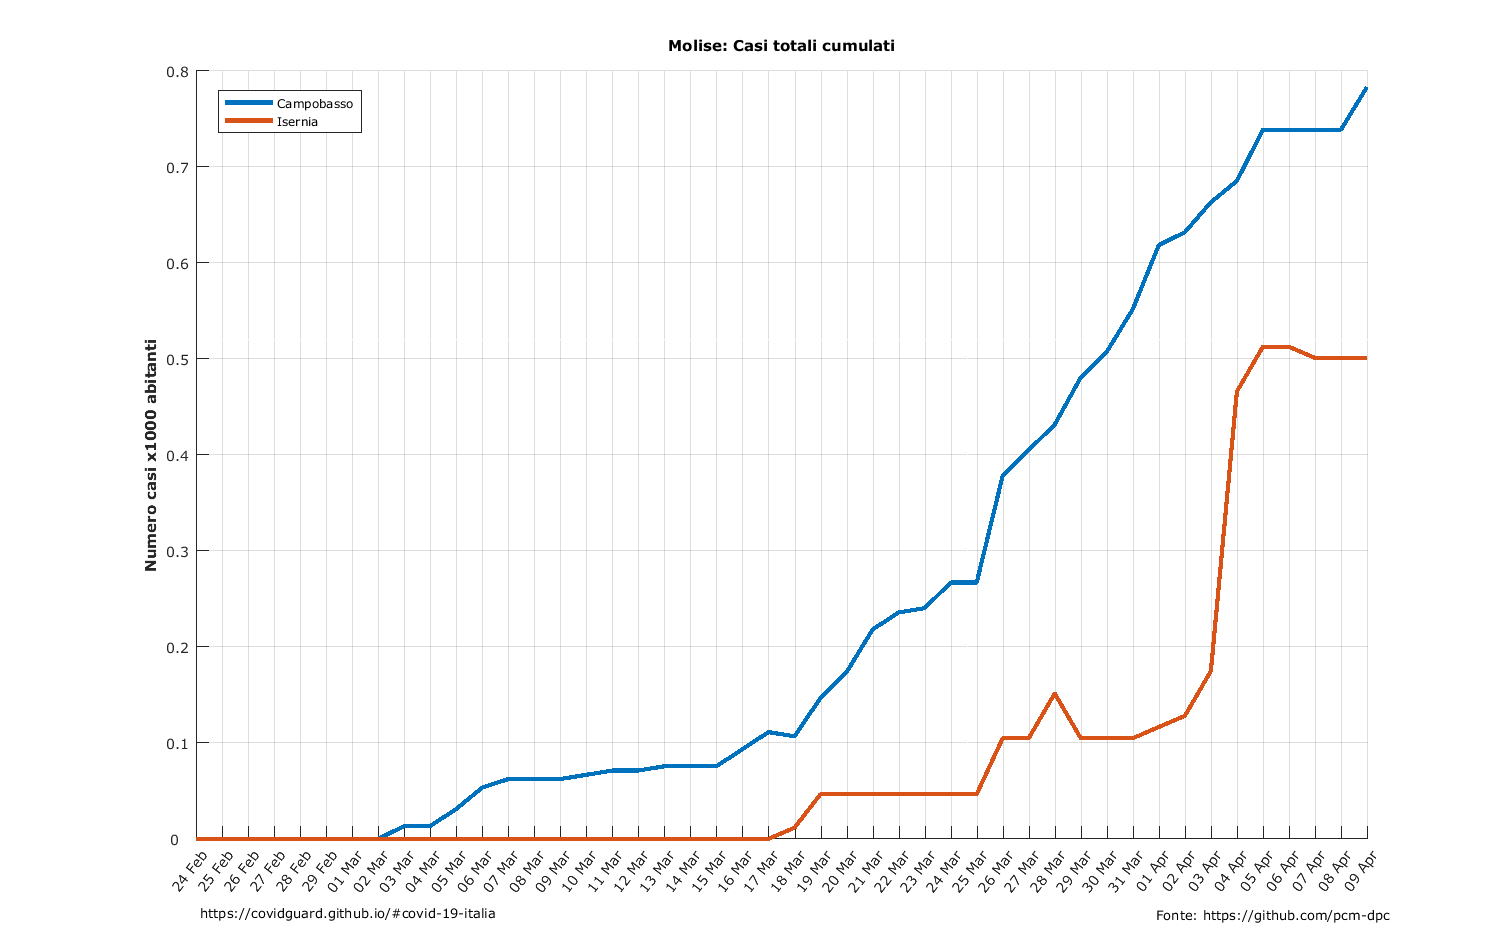 Molise: Casi totali cumulati
Campobasso
Isernia
Numero casi x1000 abitanti
0.8
0.7
0.6
0.5
0.4
0.3
0.2
0.1
0
24 Feb
25 Feb
26 Feb
27 Feb
28 Feb
29 Feb
01 Mar
02 Mar
03 Mar
04 Mar
05 Mar
06 Mar
07 Mar
08 Mar
09 Mar
10 Mar
11 Mar
12 Mar
13 Mar
14 Mar
15 Mar
16 Mar
17 Mar
18 Mar
19 Mar
20 Mar
21 Mar
22 Mar
23 Mar
24 Mar
25 Mar
26 Mar
27 Mar
28 Mar
29 Mar
30 Mar
31 Mar
01 Apr
02 Apr
03 Apr
04 Apr
05 Apr
06 Apr
07 Apr
08 Apr
09 Apr
https://covidguard.github.io/#covid-19-italia
Fonte: https://github.com/pcm-dpc